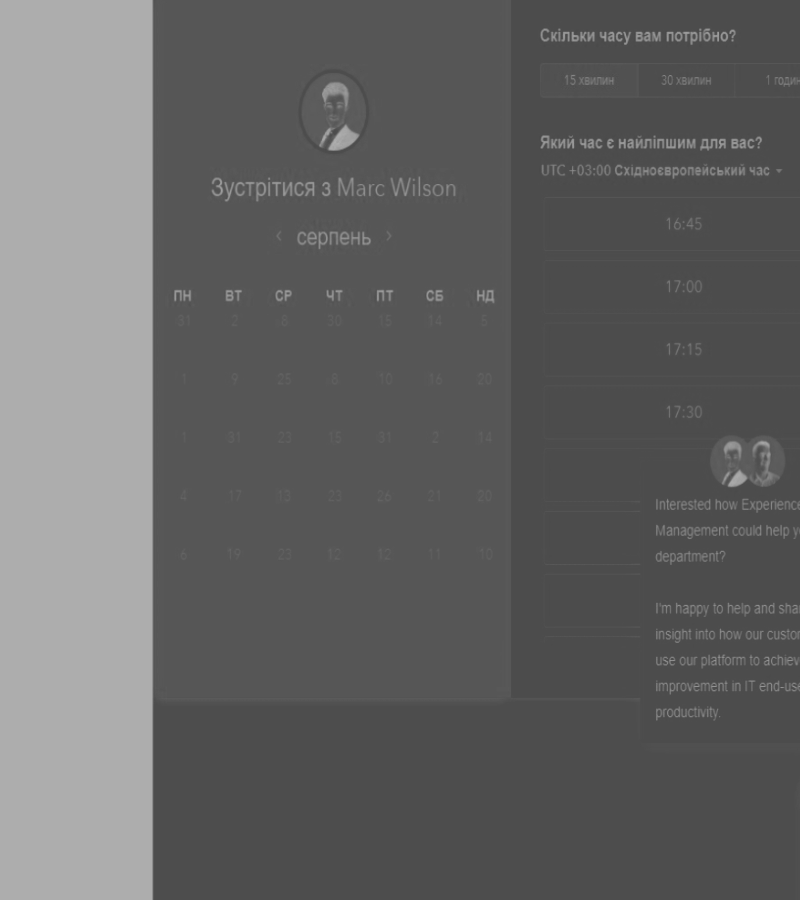 Зустрітися з Marc Wilson
‹ серпень ›
ПН ВТ СР ЧТ ПТ СБ НД
31 2 6 30 15 14 5
1 9 25 8 10 16 20
1 31 23 15 31 2 14
4 17 13 23 26 21 20
6 19 23 12 12 11 10
Скільки часу вам потрібно?
15 хвилин 30 хвилин 1 годин
Який час є найліпшим для вас?
UTC +03:00 Східноєвропейський час
16:45
17:00
17:15
17:30
Interested how Experience
Management could help y
department?
I'm happy to help and shar
insight into how our custo
use our platform to achiev
improvement in IT end-use
productivity.